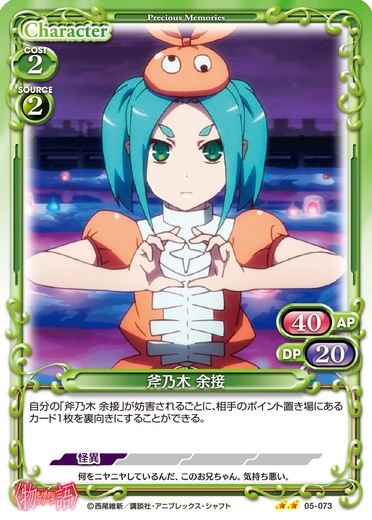 Precious Memories
Character
COST
2
SOURCE
2
40 AP
DP 20
斧乃木 余接
自分の「斧乃木 余接」が妨害されるごとに、相手のポイント置き場にある
カード1枚を裏向きにすることができる。
怪異
何をニヤニヤしているんだ、このお兄ちゃん。気持ち悪い。
物語
©西尾維新／講談社・アニプレックス・シャフト
05-073